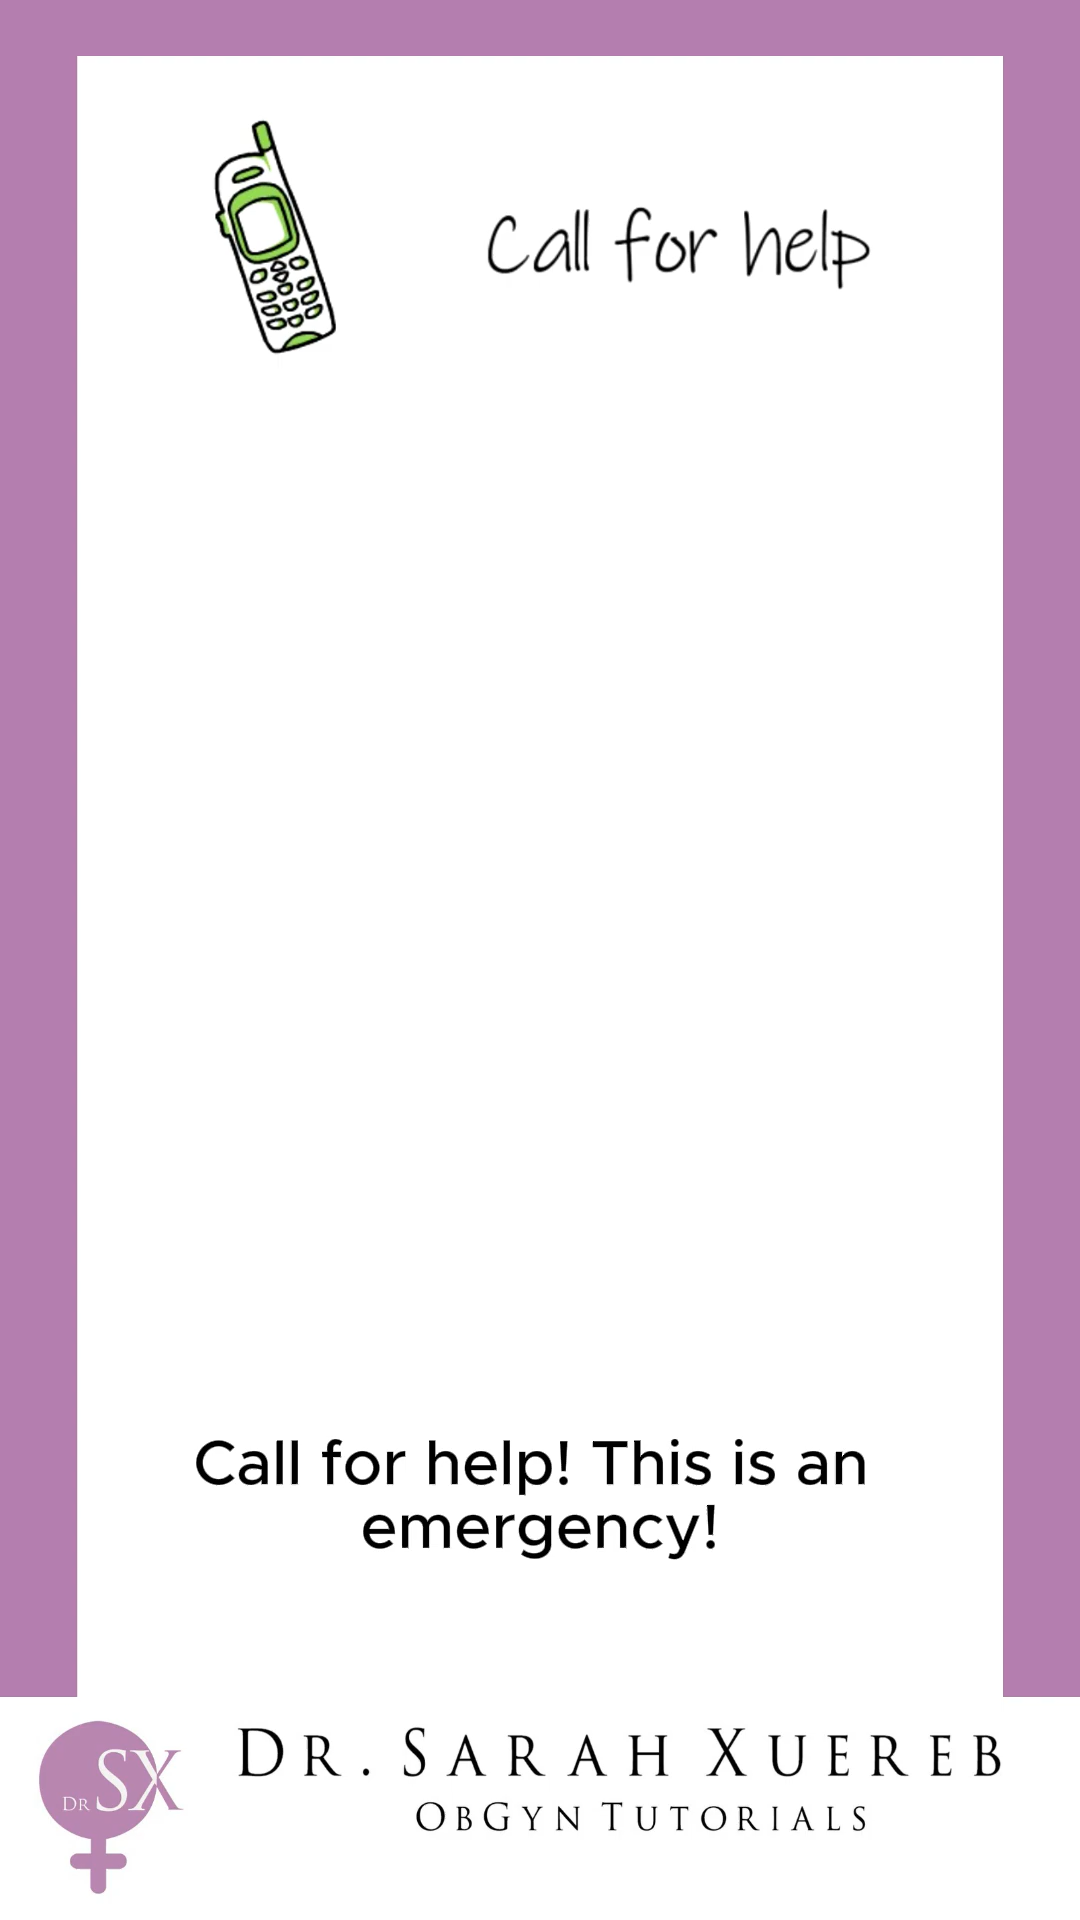 Call for help
Call for help! This is an
emergency!
DR SX
DR. SARAH XUEREB
OBGYN TUTORIALS